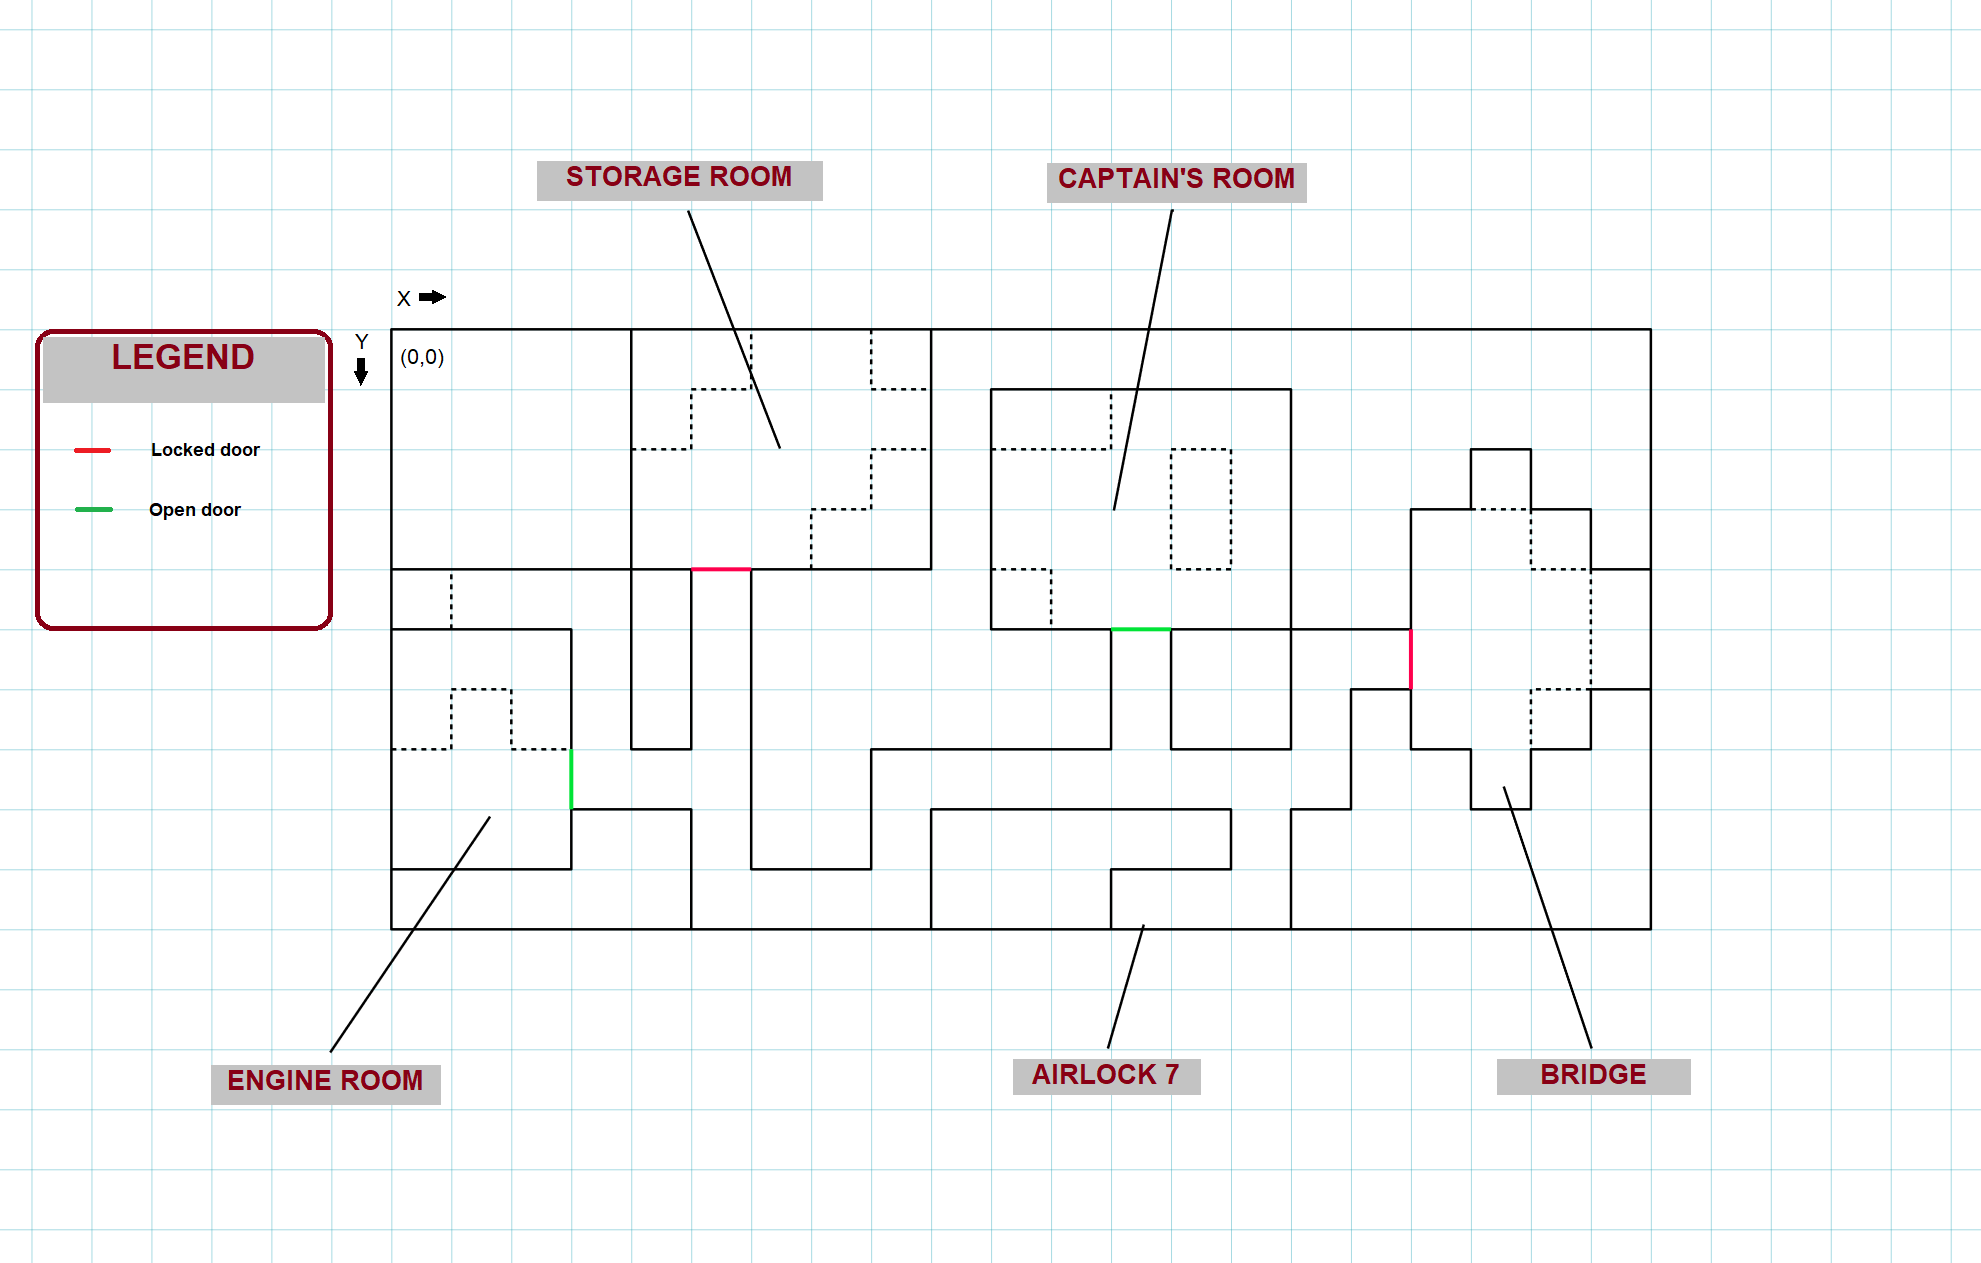 STORAGE ROOM
CAPTAIN'S ROOM
X
Y
(0,0)
LEGEND
Locked door
Open door
ENGINE ROOM
AIRLOCK 7
BRIDGE